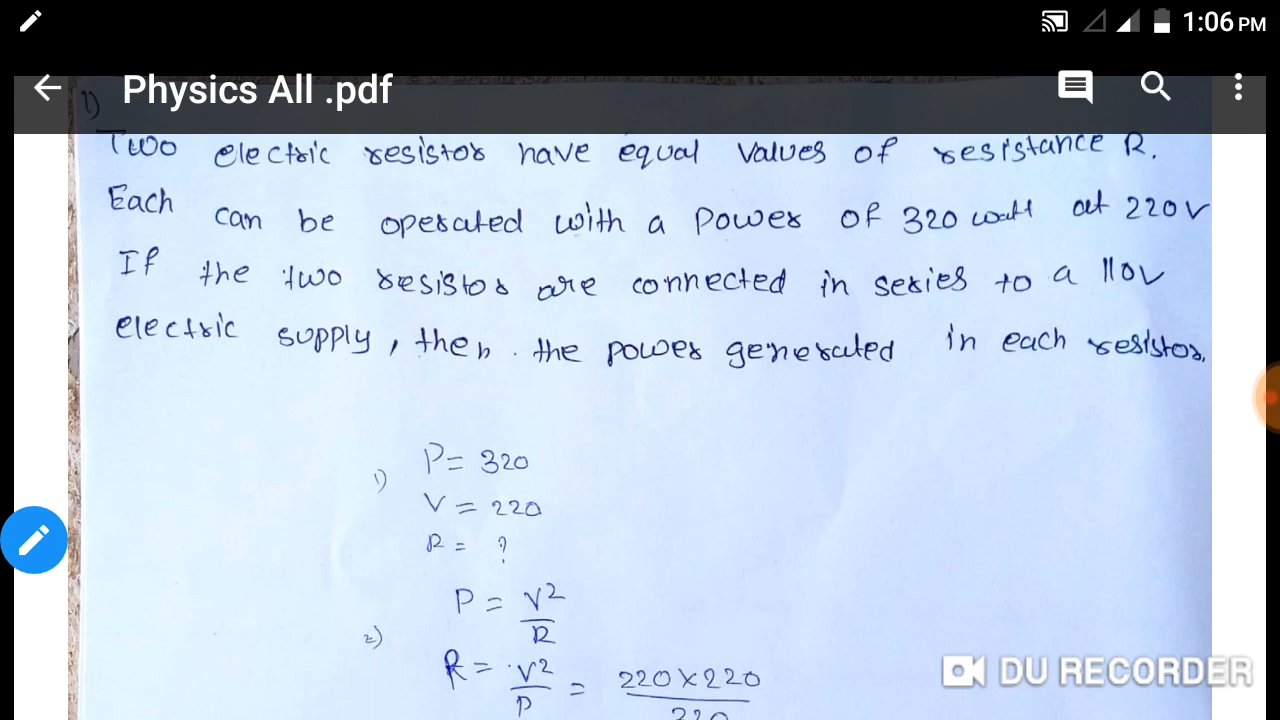 1:06 PM
Physics All .pdf
1)
Two electric resistor have equal values of resistance R.
Each can be operated with a power of 320 watt at 220V
If the two resistor are connected in series to a 110V
electric supply, then . the power generated in each resistor.
1) P = 320
V = 220
R = ?
2) P = V²/R
R = V²/P = 220×220/320
DU RECORDER